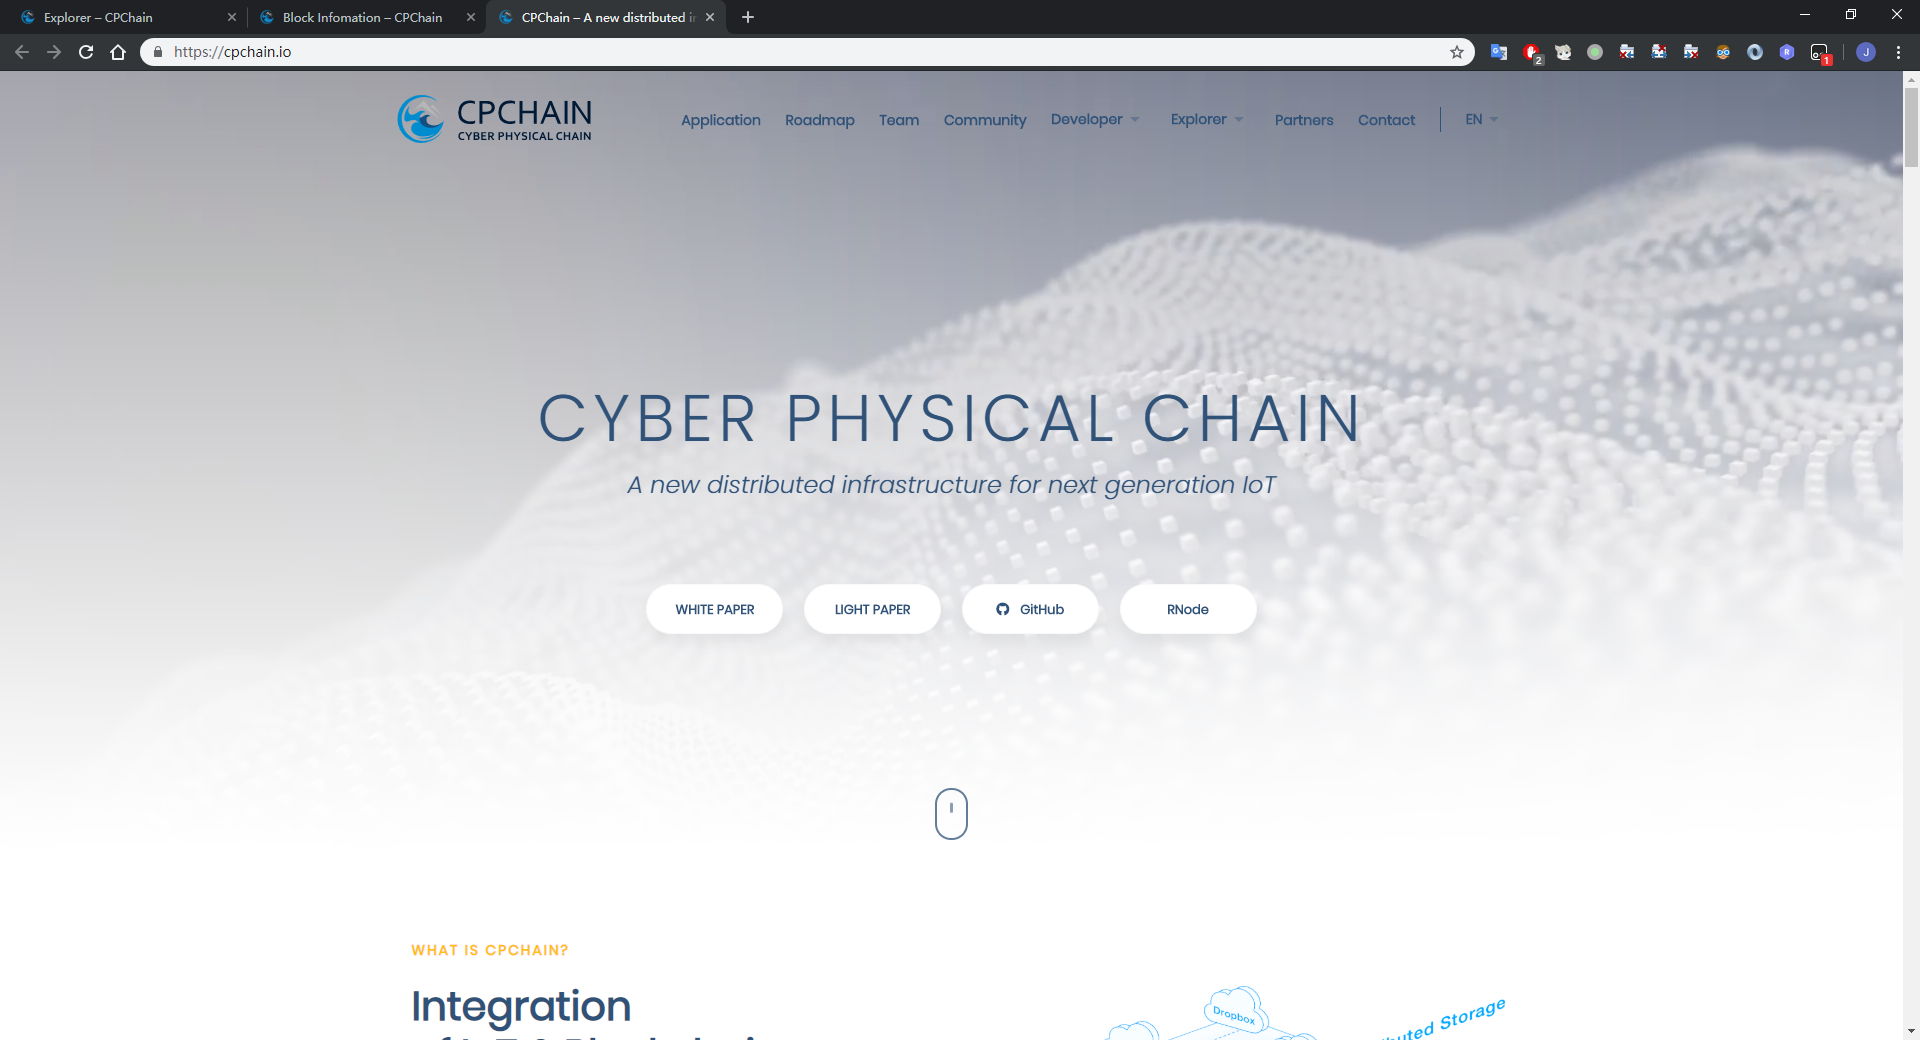 Explorer – CPChain
Block Infomation – CPChain
CPChain – A new distributed
https://cpchain.io
2
1
J
CPCHAIN
CYBER PHYSICAL CHAIN
Application Roadmap Team Community Developer Explorer Partners Contact EN
CYBER PHYSICAL CHAIN
A new distributed infrastructure for next generation IoT
WHITE PAPER LIGHT PAPER GitHub RNode
WHAT IS CPCHAIN?
Integration
Dropbox
Storage